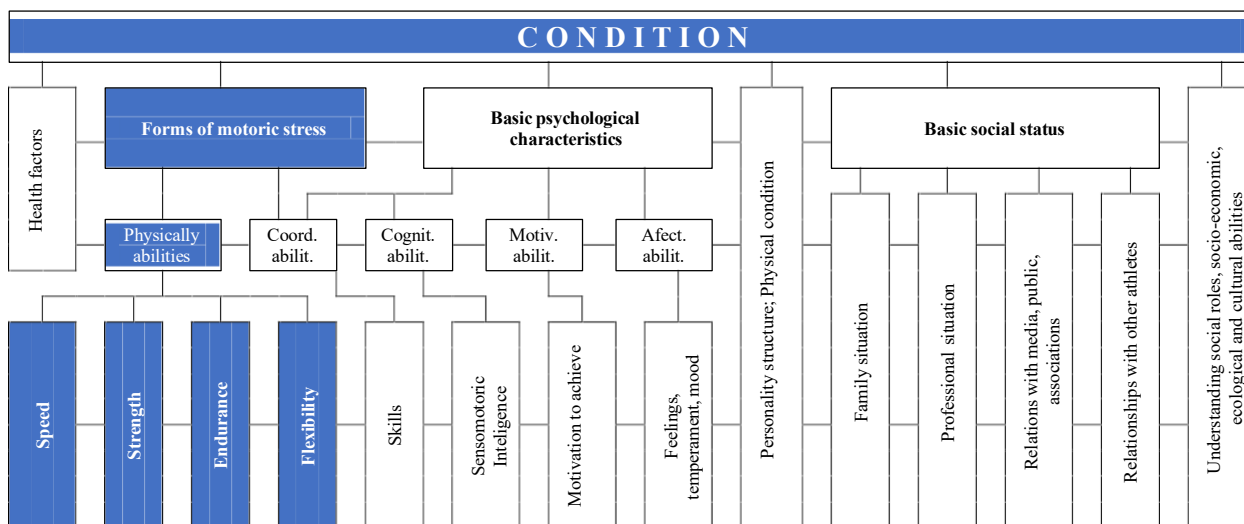 C O N D I T I O N
Health factors
Forms of motoric stress
Basic psychological
characteristics
Personality structure; Physical condition
Basic social status
Understanding social roles, socio-economic,
ecological and cultural abilities
Physically
abilities
Coord.
abilit.
Cognit.
abilit.
Motiv.
abilit.
Afect.
abilit.
Speed
Strength
Endurance
Flexibility
Skills
Sensomotoric
Inteligence
Motivation to achieve
Feelings,
temperament, mood
Family situation
Professional situation
Relations with media, public,
associations
Relationships with other athletes